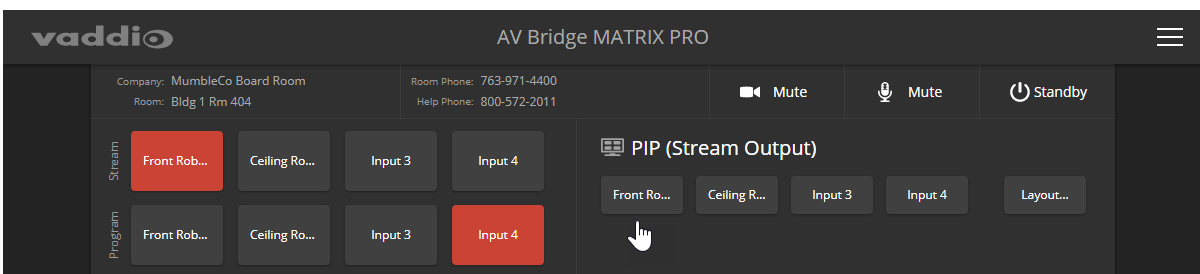 vaddio
AV Bridge MATRIX PRO
Company: MumbleCo Board Room
Room: Bldg 1 Rm 404
Room Phone: 763-971-4400
Help Phone: 800-572-2011
Mute
Mute
Standby
Stream
Front Rob...
Ceiling Ro...
Input 3
Input 4
Program
Front Rob...
Ceiling Ro...
Input 3
Input 4
PIP (Stream Output)
Front Ro...
Ceiling R...
Input 3
Input 4
Layout...